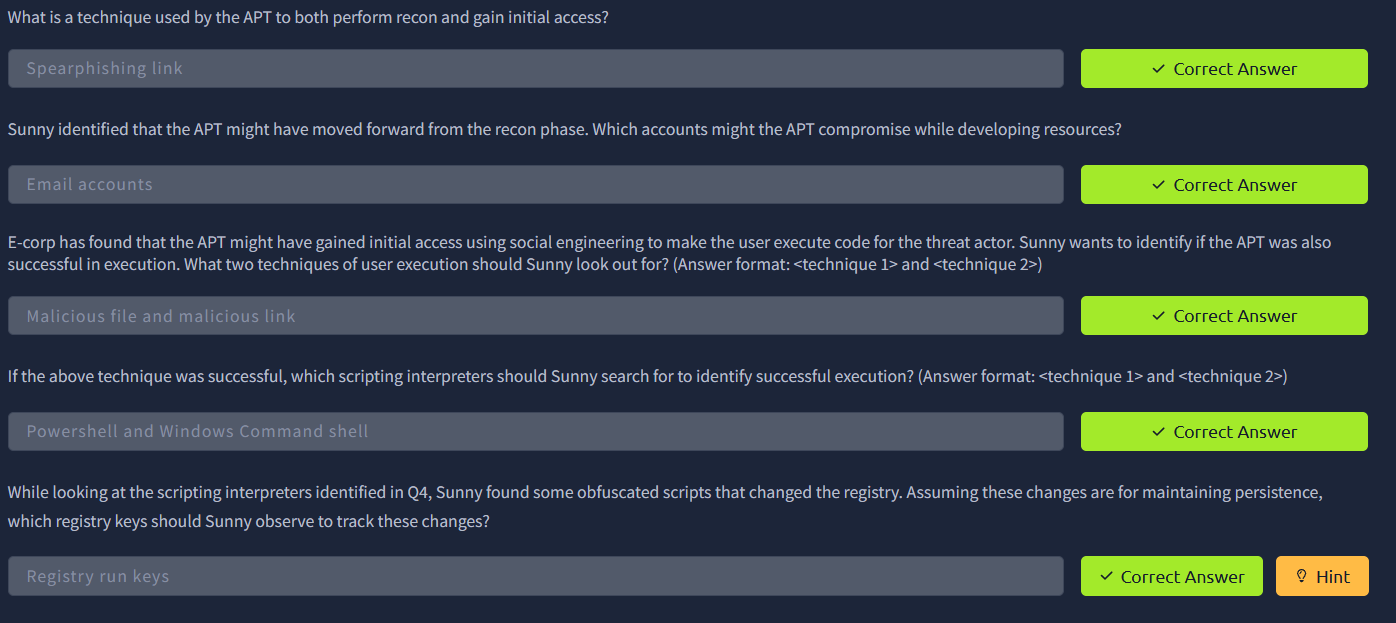 What is a technique used by the APT to both perform recon and gain initial access?
Spearphishing link
Correct Answer
Sunny identified that the APT might have moved forward from the recon phase. Which accounts might the APT compromise while developing resources?
Email accounts
Correct Answer
E-corp has found that the APT might have gained initial access using social engineering to make the user execute code for the threat actor. Sunny wants to identify if the APT was also
successful in execution. What two techniques of user execution should Sunny look out for? (Answer format: <technique 1> and <technique 2>)
Malicious file and malicious link
Correct Answer
If the above technique was successful, which scripting interpreters should Sunny search for to identify successful execution? (Answer format: <technique 1> and <technique 2>)
Powershell and Windows Command shell
Correct Answer
While looking at the scripting interpreters identified in Q4, Sunny found some obfuscated scripts that changed the registry. Assuming these changes are for maintaining persistence,
which registry keys should Sunny observe to track these changes?
Registry run keys
Correct Answer
Hint